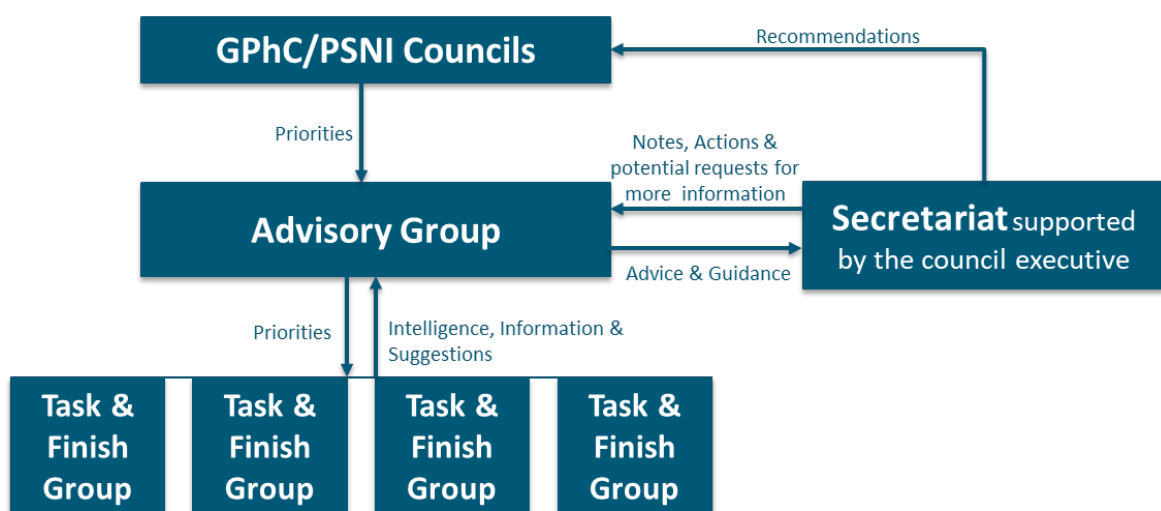 GPhC/PSNI Councils
Recommendations
Priorities
Notes, Actions &
potential requests for
more information
Advisory Group
Secretariat supported
by the council executive
Advice & Guidance
Priorities
Intelligence, Information &
Suggestions
Task &
Finish
Group
Task &
Finish
Group
Task &
Finish
Group
Task &
Finish
Group